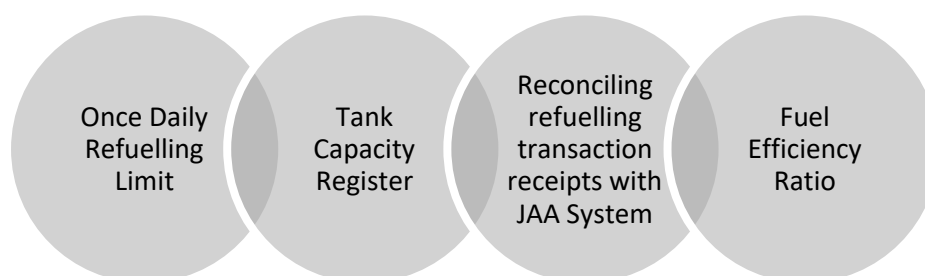 Once Daily
Refuelling
Limit
Tank
Capacity
Register
Reconciling
refuelling
transaction
receipts with
JAA System
Fuel
Efficiency
Ratio